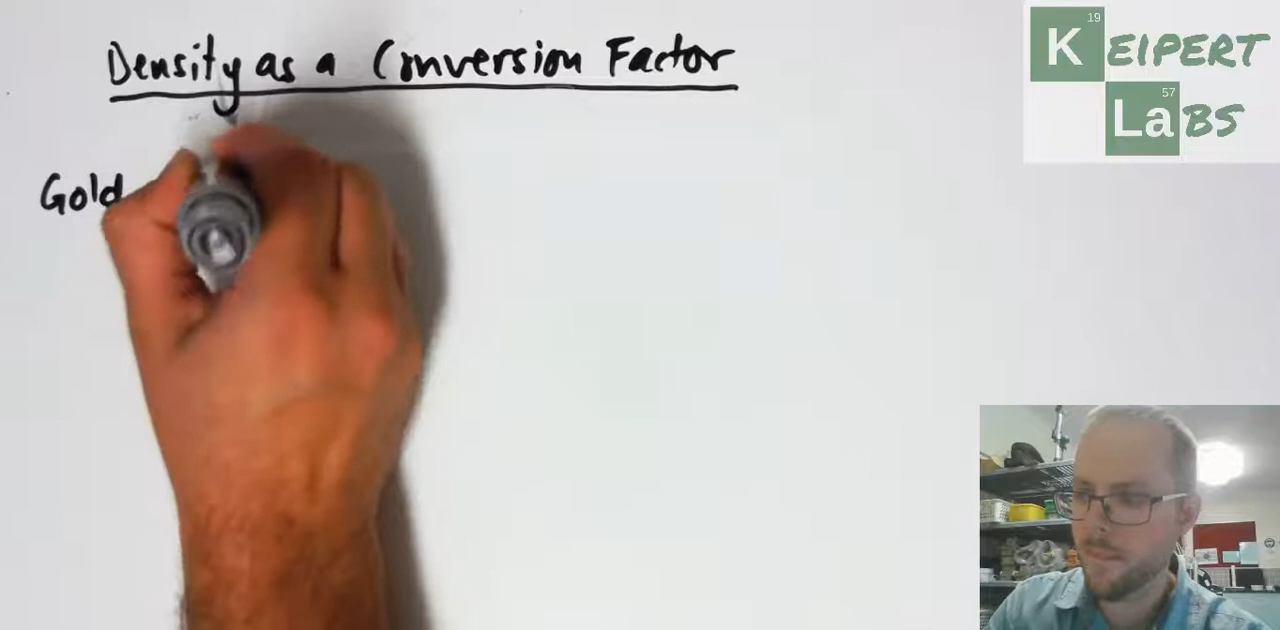 Density as a Conversion Factor
19
KEIPERT
57
LaBS
Gold